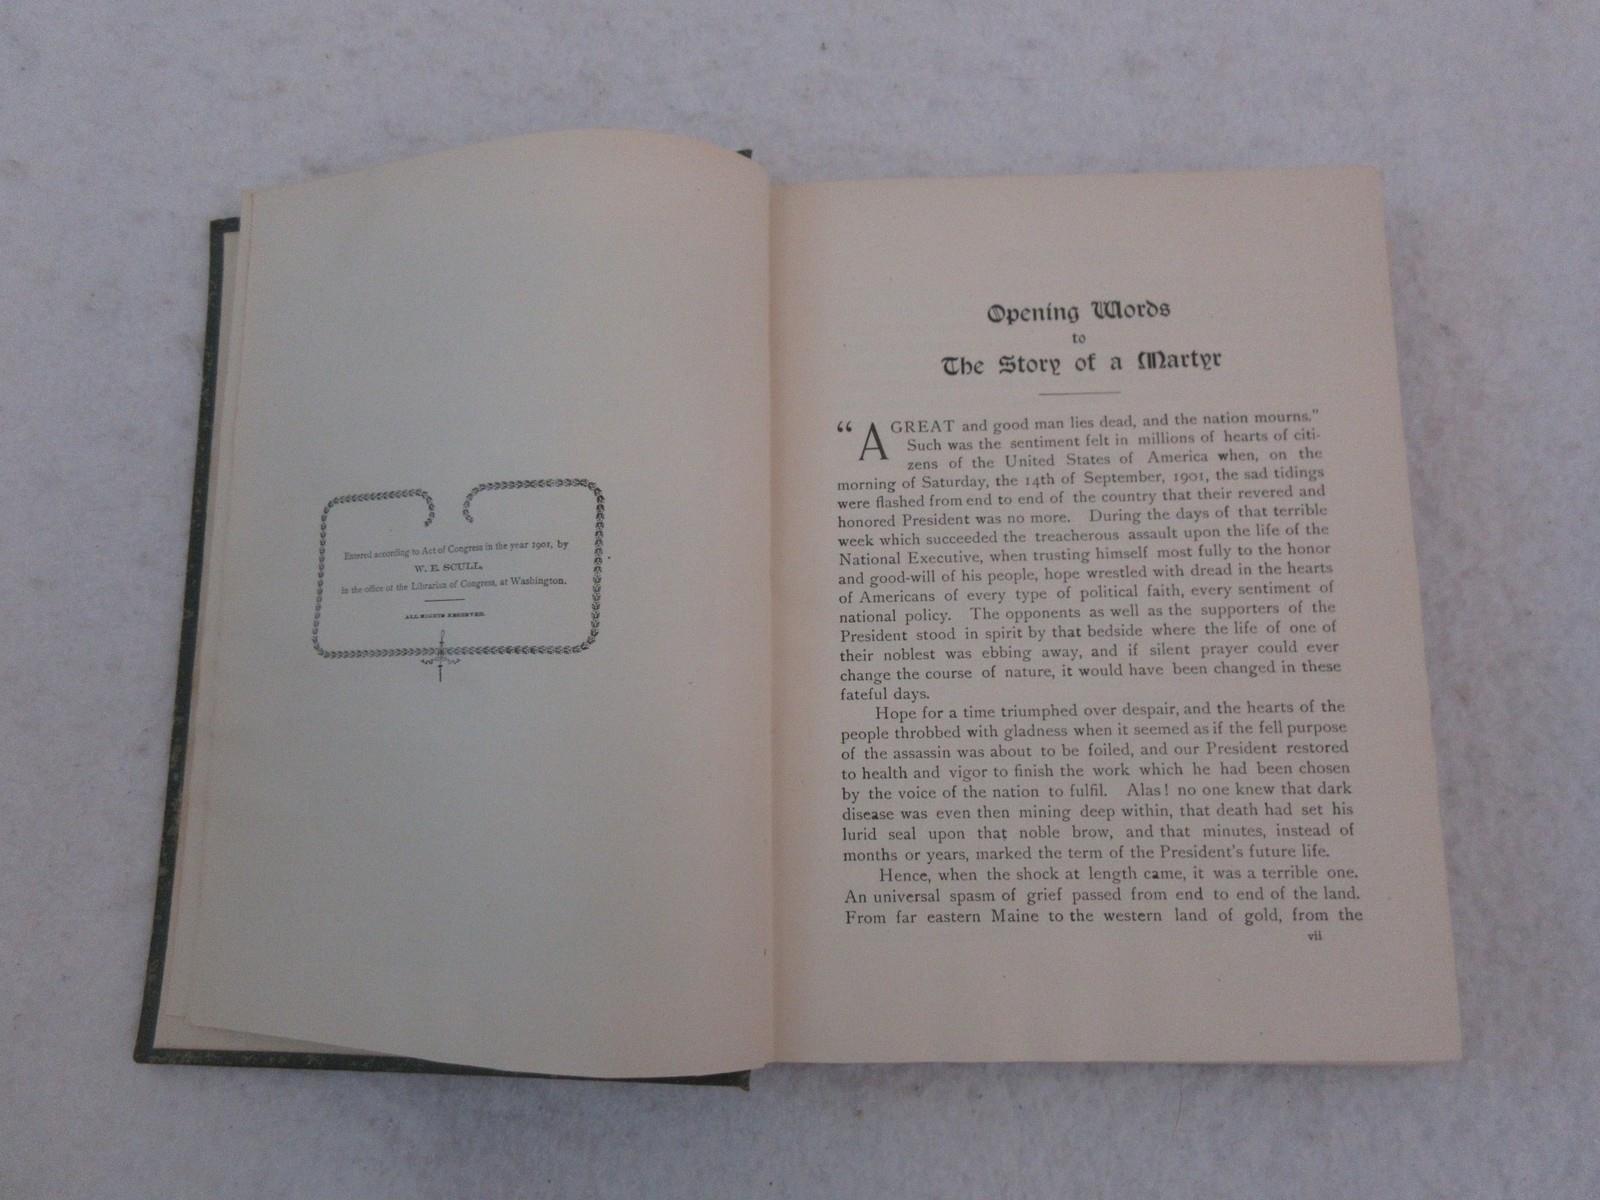 Entered according to Act of Congress in the year 1901, by
W. E. SCULL,
in the office of the Librarian of Congress, at Washington.
ALL RIGHTS RESERVED.
Opening Words
to
The Story of a Martyr
“A GREAT and good man lies dead, and the nation mourns.”
Such was the sentiment felt in millions of hearts of citi-
zens of the United States of America when, on the
morning of Saturday, the 14th of September, 1901, the sad tidings
were flashed from end to end of the country that their revered and
honored President was no more. During the days of that terrible
week which succeeded the treacherous assault upon the life of the
National Executive, when trusting himself most fully to the honor
and good-will of his people, hope wrestled with dread in the hearts
of Americans of every type of political faith, every sentiment of
national policy. The opponents as well as the supporters of the
President stood in spirit by that bedside where the life of one of
their noblest was ebbing away, and if silent prayer could ever
change the course of nature, it would have been changed in these
fateful days.
Hope for a time triumphed over despair, and the hearts of the
people throbbed with gladness when it seemed as if the fell purpose
of the assassin was about to be foiled, and our President restored
to health and vigor to finish the work which he had been chosen
by the voice of the nation to fulfil. Alas! no one knew that dark
disease was even then mining deep within, that death had set his
lurid seal upon that noble brow, and that minutes, instead of
months or years, marked the term of the President’s future life.
Hence, when the shock at length came, it was a terrible one.
An universal spasm of grief passed from end to end of the land.
From far eastern Maine to the western land of gold, from the
vii